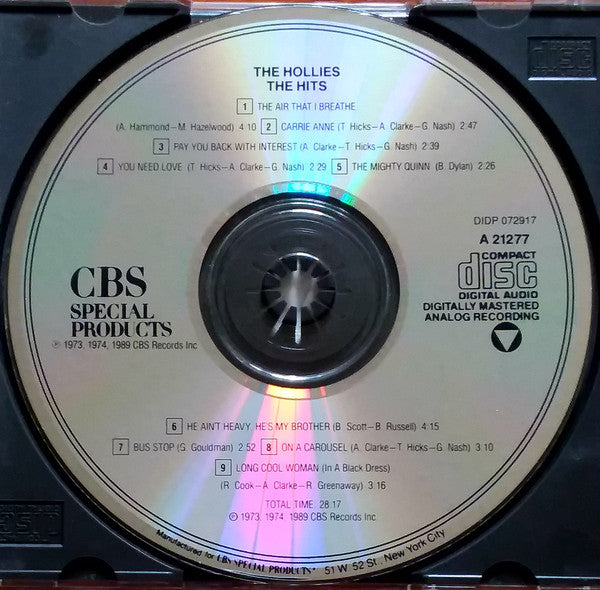 THE HOLLIES
THE HITS
1 THE AIR THAT I BREATHE
(A. Hammond–M. Hazelwood) 4:10 2 CARRIE ANNE (T. Hicks–A. Clarke–G. Nash) 2:47
3 PAY YOU BACK WITH INTEREST (A. Clarke–T. Hicks–G. Nash) 2:39
4 YOU NEED LOVE (T. Hicks–A. Clarke–G. Nash) 2:29 5 THE MIGHTY QUINN (B. Dylan) 2:26
DIDP 072917
A 21277
COMPACT
disc
DIGITAL AUDIO
DIGITALLY MASTERED
ANALOG RECORDING
CBS
SPECIAL
PRODUCTS
℗ 1973, 1974, 1989 CBS Records Inc.
6 HE AIN'T HEAVY, HE'S MY BROTHER (B. Scott–B. Russell) 4:15
7 BUS STOP (G. Gouldman) 2:52 8 ON A CAROUSEL (A. Clarke–T. Hicks–G. Nash) 3:10
9 LONG COOL WOMAN (In A Black Dress)
(R. Cook–A. Clarke–R. Greenaway) 3:16
TOTAL TIME: 28:17
℗ 1973, 1974, 1989 CBS Records Inc.
Manufactured for CBS SPECIAL PRODUCTS 51 W. 52 St., New York City